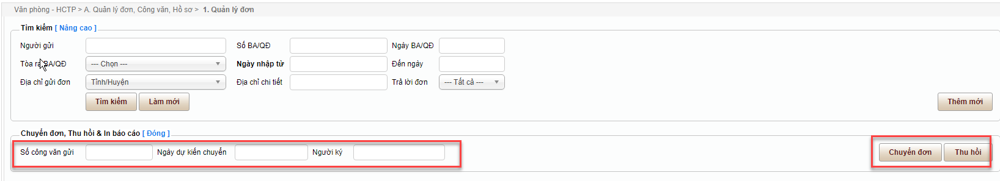 Văn phòng - HCTP > A. Quản lý đơn, Công văn, Hồ sơ > 1. Quản lý đơn
Tìm kiếm [ Nâng cao ]
Người gửi Số BA/QĐ Ngày BA/QĐ
Tòa ra BA/QĐ --- Chọn --- Ngày nhập từ Đến ngày
Địa chỉ gửi đơn Tỉnh/Huyện Địa chỉ chi tiết Trả lời đơn --- Tất cả ---
Tìm kiếm Làm mới Thêm mới
Chuyển đơn, Thu hồi & In báo cáo [ Đóng ]
Số công văn gửi Ngày dự kiến chuyển Người ký Chuyển đơn Thu hồi